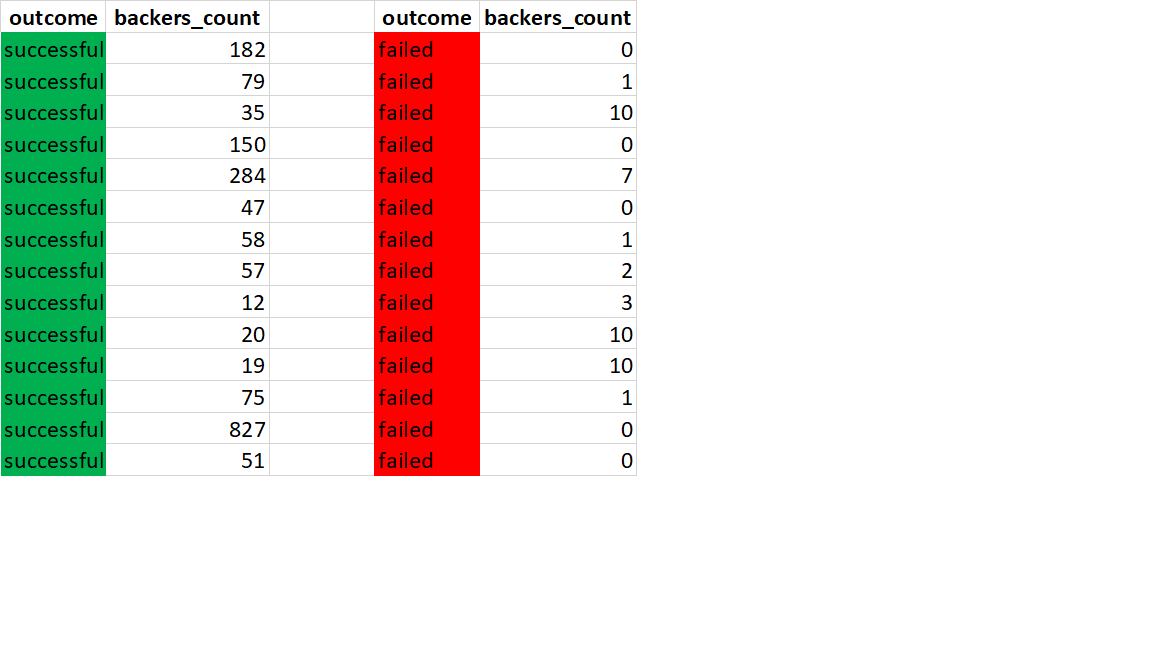 outcome backers_count outcome backers_count
successful 182 failed 0
successful 79 failed 1
successful 35 failed 10
successful 150 failed 0
successful 284 failed 7
successful 47 failed 0
successful 58 failed 1
successful 57 failed 2
successful 12 failed 3
successful 20 failed 10
successful 19 failed 10
successful 75 failed 1
successful 827 failed 0
successful 51 failed 0